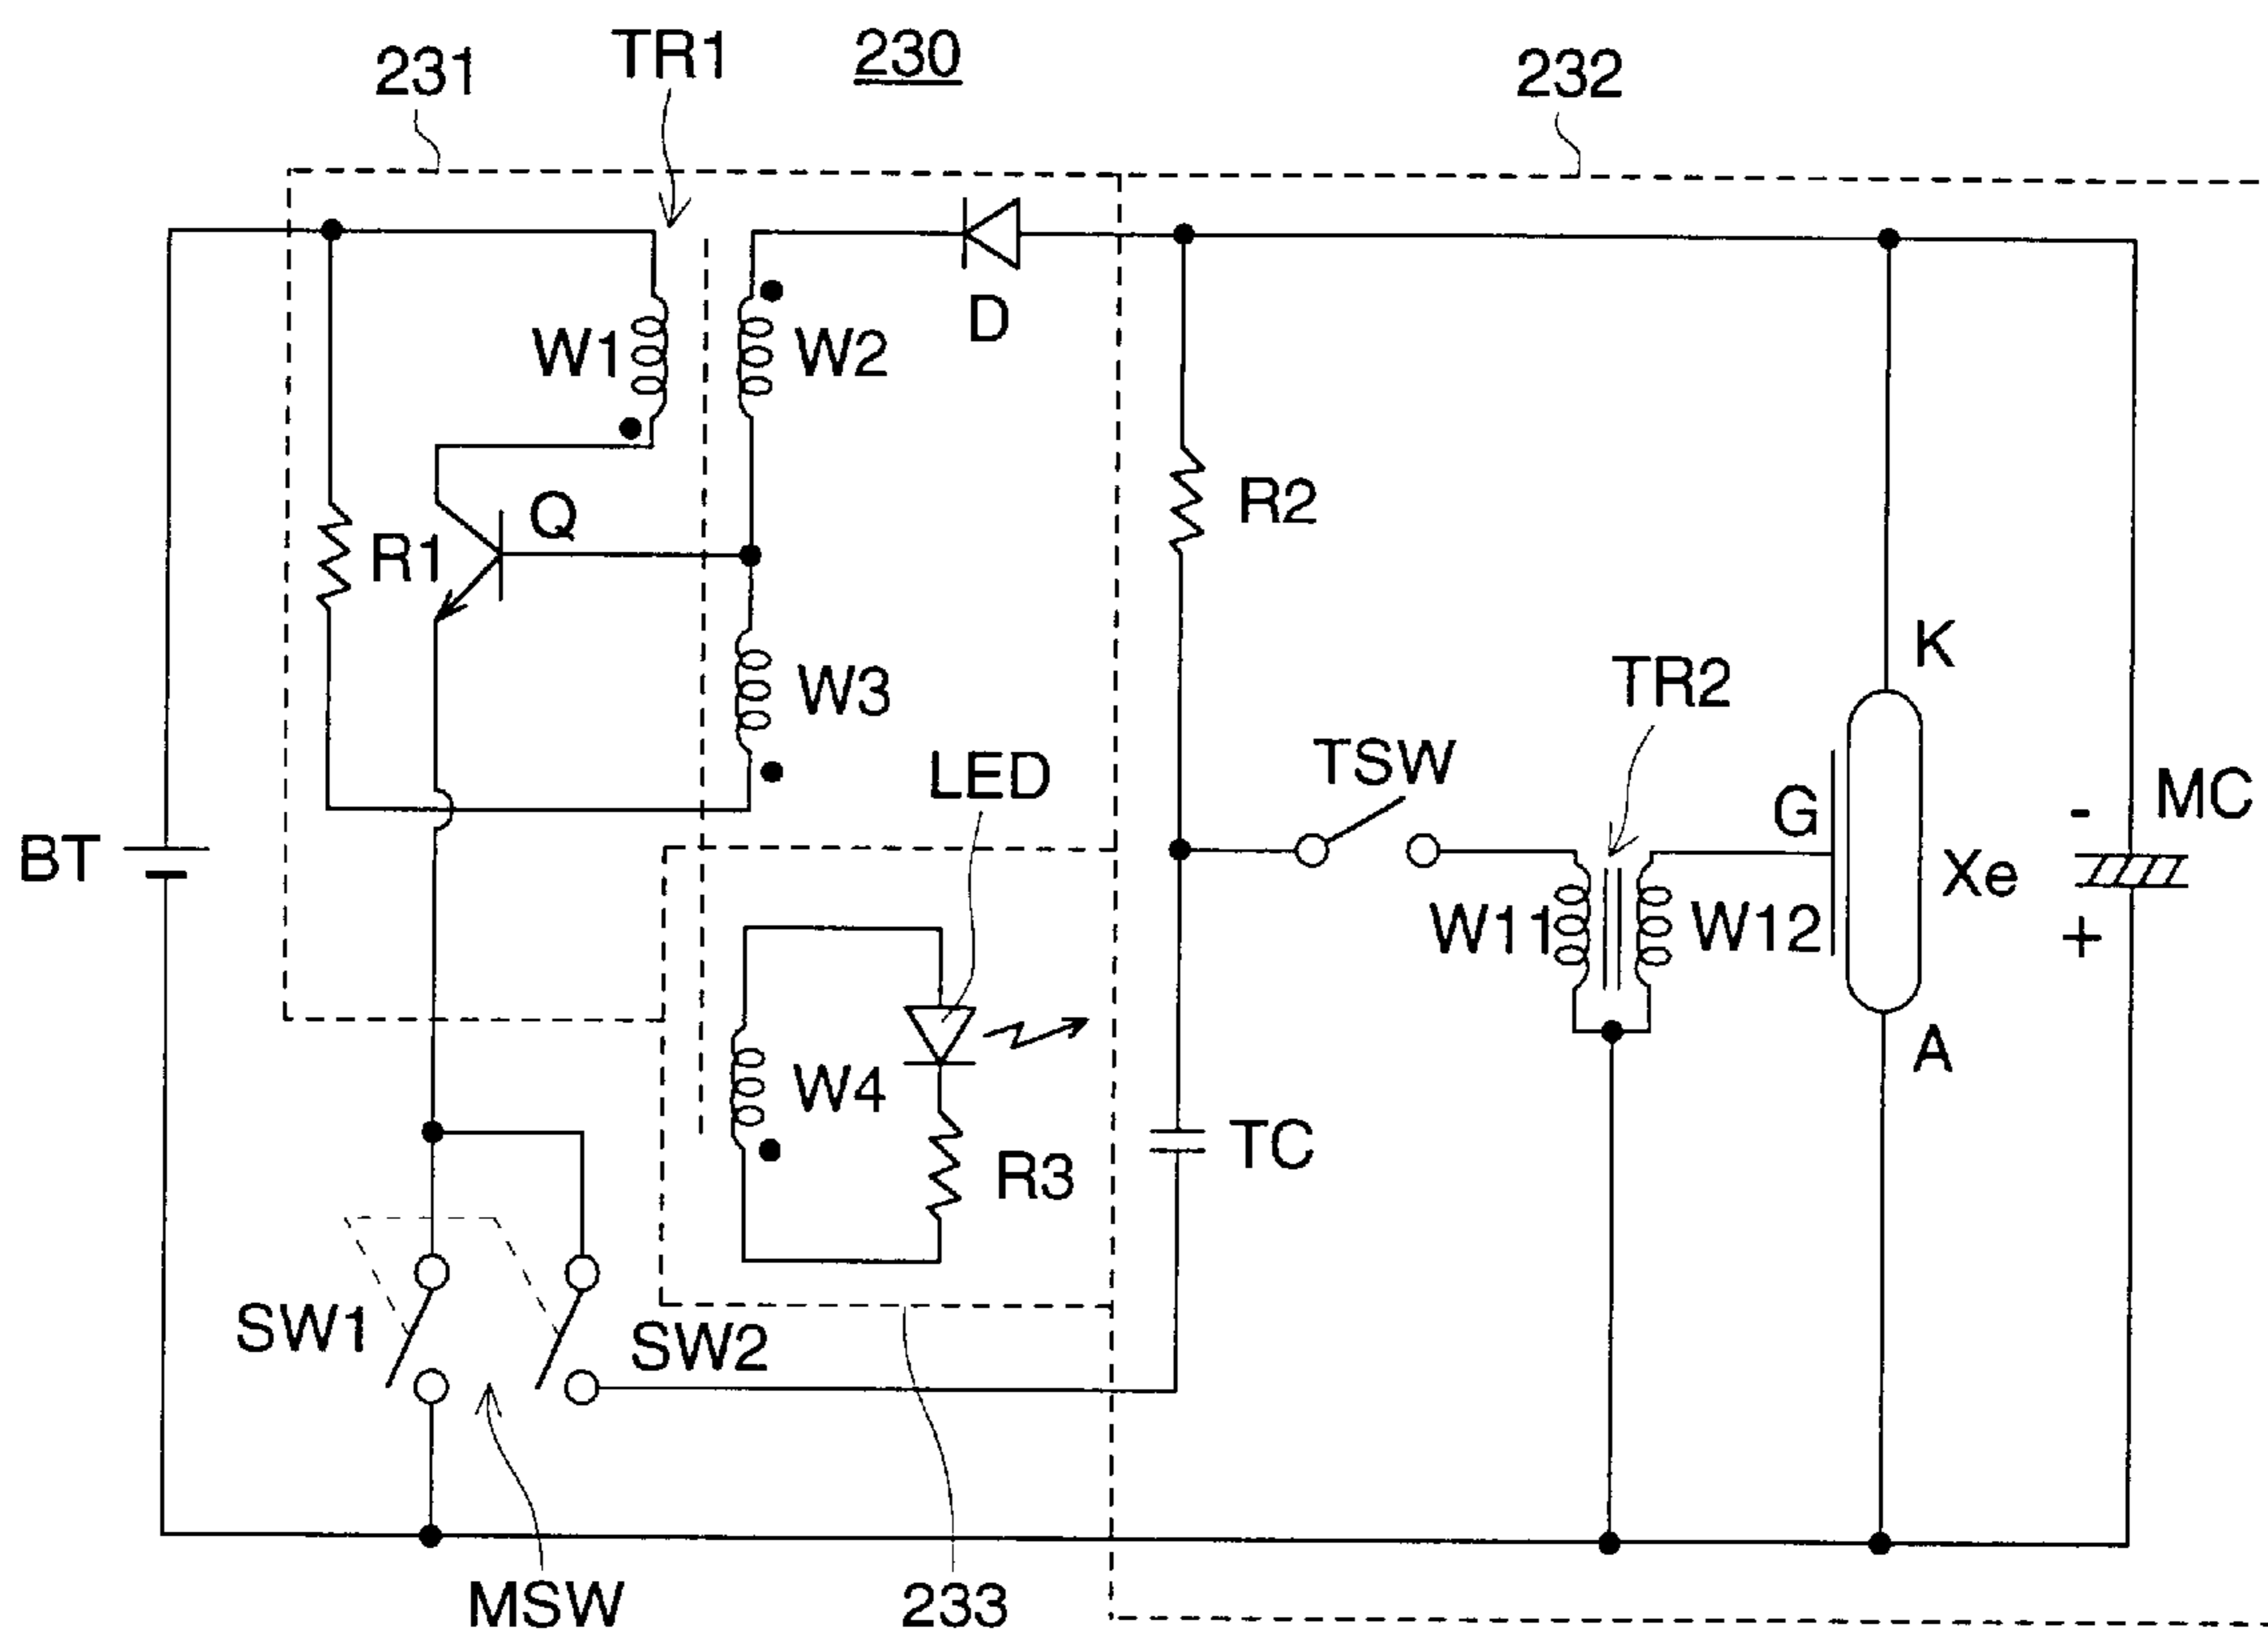 231
TR1
230
232
W1
W2
D
Q
R1
R2
W3
K
LED
TSW
TR2
G
MC
-
+
BT
Xe
W11
W12
A
W4
R3
TC
SW1
SW2
MSW
233